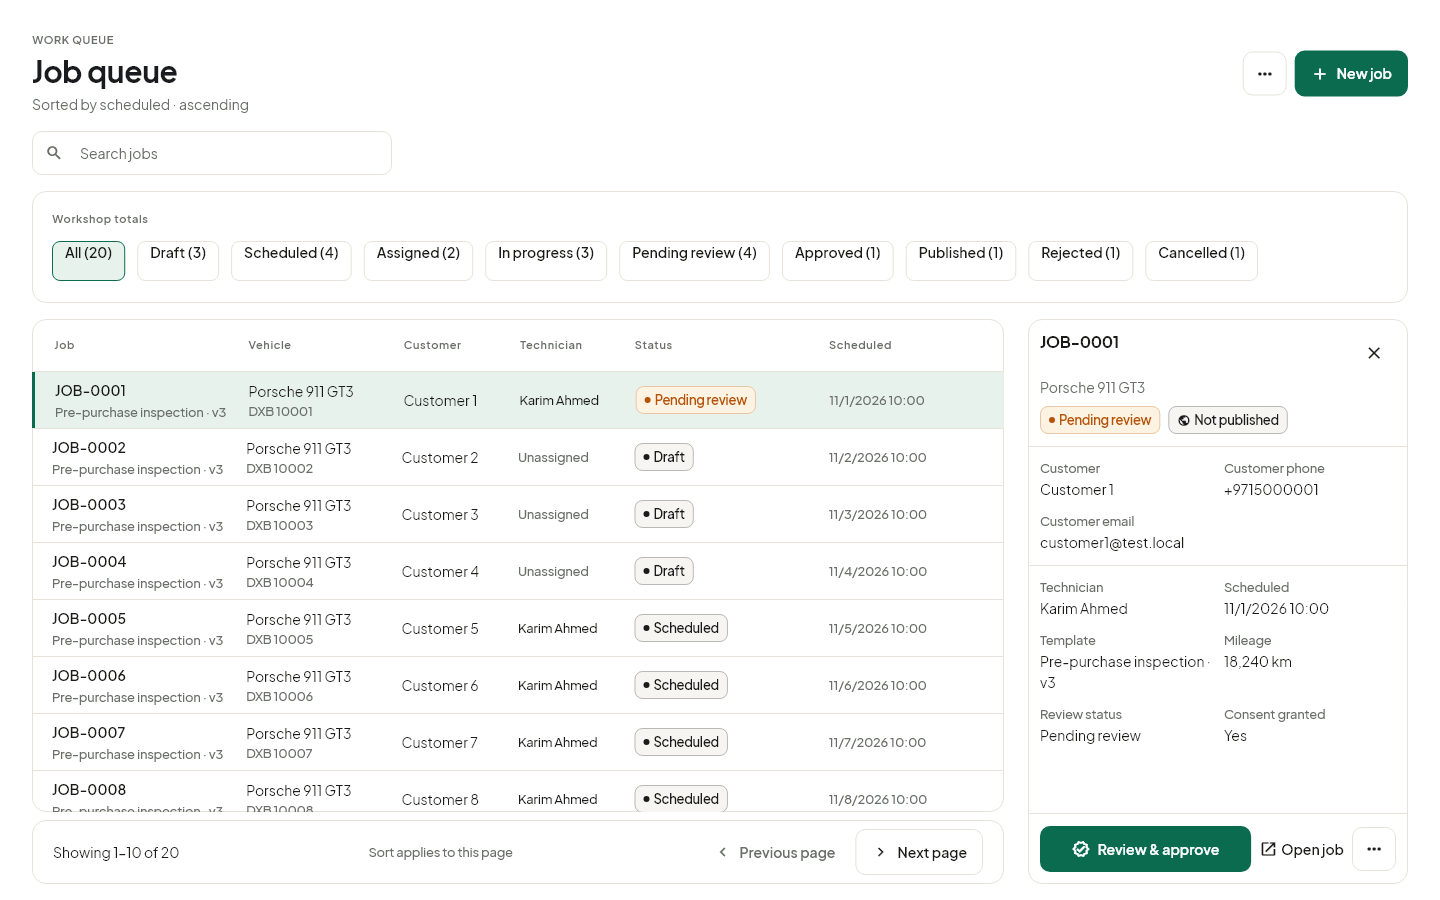 WORK QUEUE
Job queue
Sorted by scheduled · ascending
New job
Search jobs
Workshop totals
All (20) Draft (3) Scheduled (4) Assigned (2) In progress (3) Pending review (4) Approved (1) Published (1) Rejected (1) Cancelled (1)
Job Vehicle Customer Technician Status Scheduled
JOB-0001 Porsche 911 GT3 Customer 1 Karim Ahmed Pending review 11/1/2026 10:00
Pre-purchase inspection · v3 DXB 10001
JOB-0002 Porsche 911 GT3 Customer 2 Unassigned Draft 11/2/2026 10:00
Pre-purchase inspection · v3 DXB 10002
JOB-0003 Porsche 911 GT3 Customer 3 Unassigned Draft 11/3/2026 10:00
Pre-purchase inspection · v3 DXB 10003
JOB-0004 Porsche 911 GT3 Customer 4 Unassigned Draft 11/4/2026 10:00
Pre-purchase inspection · v3 DXB 10004
JOB-0005 Porsche 911 GT3 Customer 5 Karim Ahmed Scheduled 11/5/2026 10:00
Pre-purchase inspection · v3 DXB 10005
JOB-0006 Porsche 911 GT3 Customer 6 Karim Ahmed Scheduled 11/6/2026 10:00
Pre-purchase inspection · v3 DXB 10006
JOB-0007 Porsche 911 GT3 Customer 7 Karim Ahmed Scheduled 11/7/2026 10:00
Pre-purchase inspection · v3 DXB 10007
JOB-0008 Porsche 911 GT3 Customer 8 Karim Ahmed Scheduled 11/8/2026 10:00
Pre-purchase inspection · v3 DXB 10008
Showing 1–10 of 20 Sort applies to this page Previous page Next page
JOB-0001
Porsche 911 GT3
Pending review Not published
Customer Customer phone
Customer 1 +9715000001
Customer email
customer1@test.local
Technician Scheduled
Karim Ahmed 11/1/2026 10:00
Template Mileage
Pre-purchase inspection · 18,240 km
v3
Review status Consent granted
Pending review Yes
Review & approve Open job